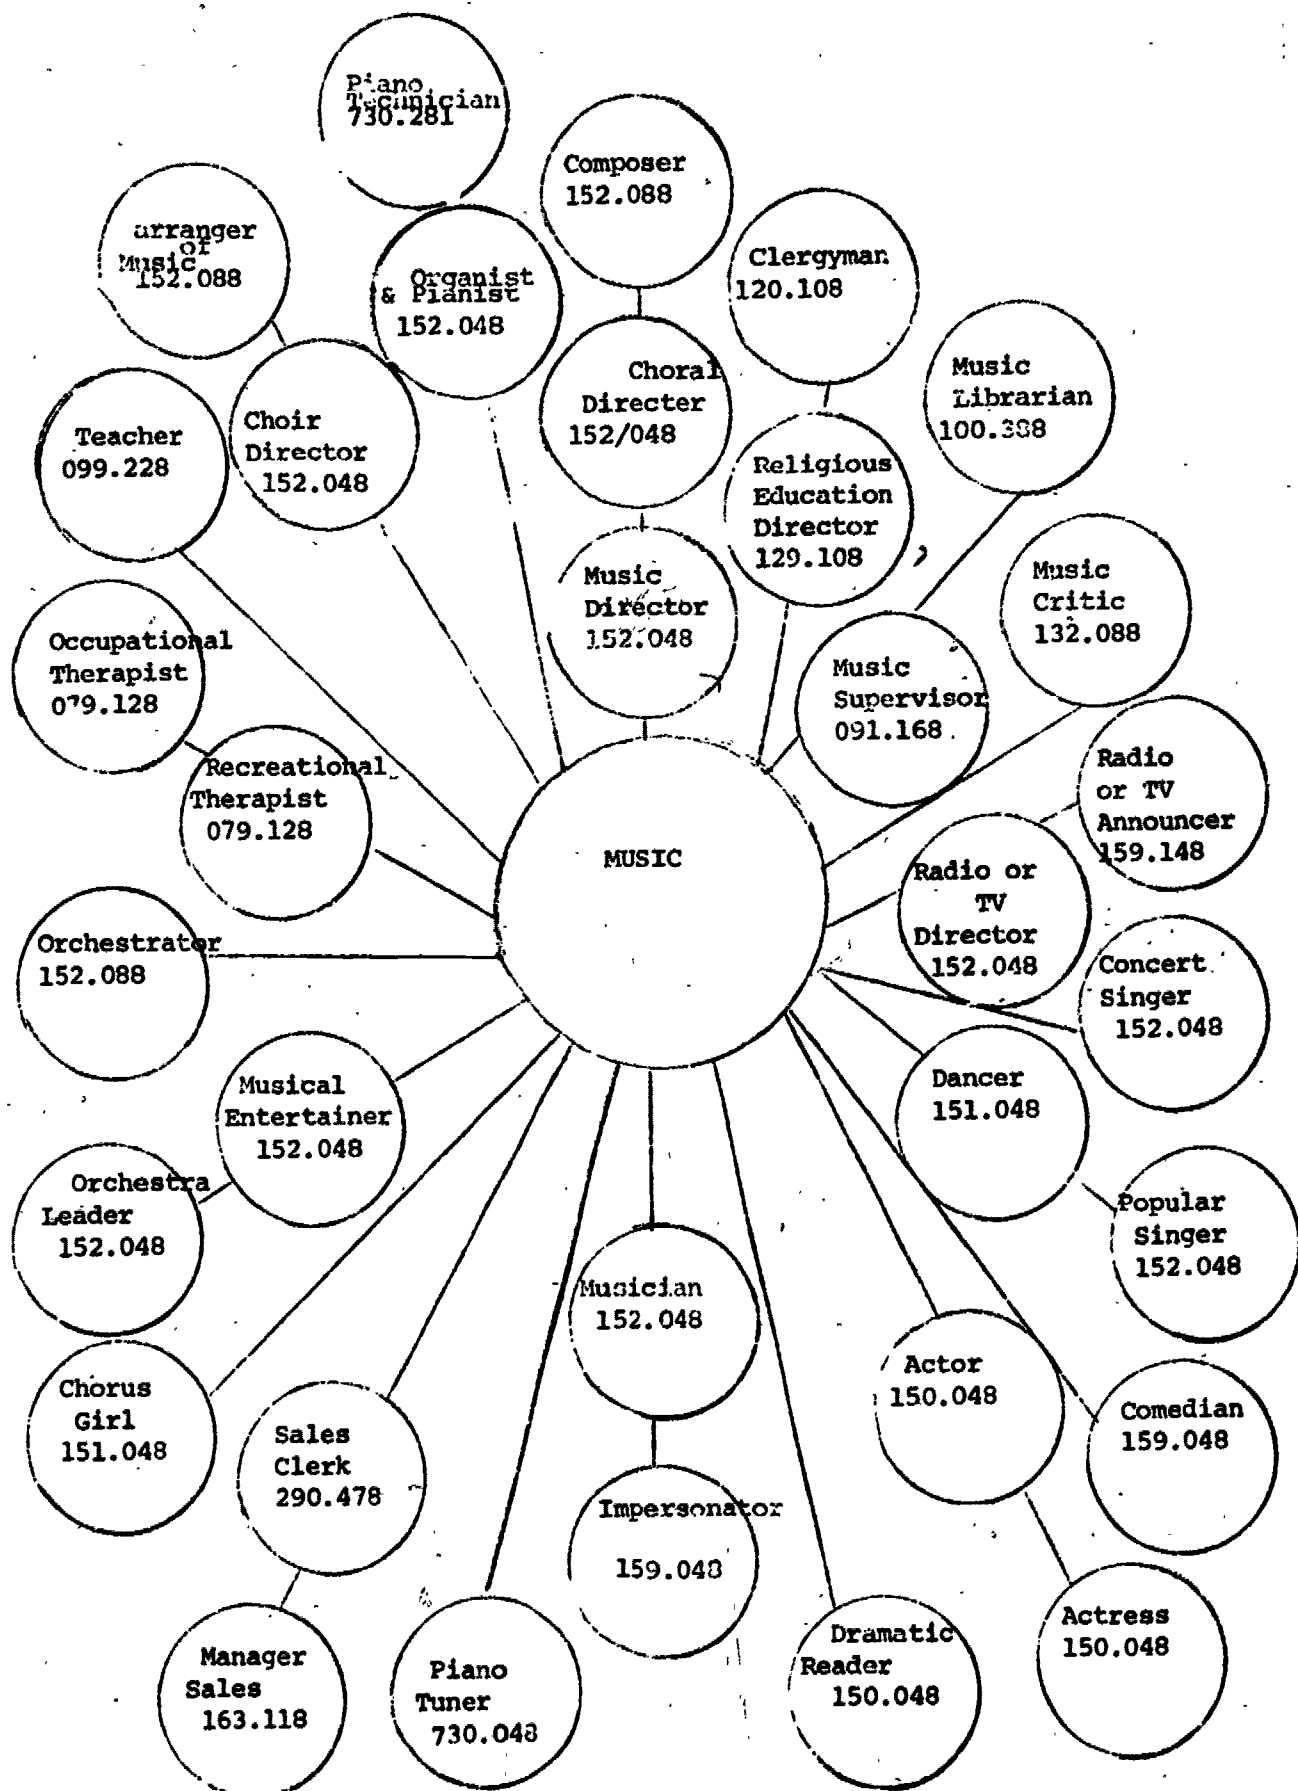 Piano
Technician
730.281
Composer
152.088
arranger
of
Music
152.088
Organist
& Pianist
152.048
Clergyman
120.108
Choral
Directer
152/048
Music
Librarian
Teacher
099.228
Choir
Director
152.048
Religious
Education
Director
129.108
Music
Director
152.048
Music
Critic
132.088
Occupational
Therapist
079.128
Music
Supervisor
091.168
Recreational
Therapist
079.128
Radio
or TV
Announcer
159.148
MUSIC
Radio or
TV
Director
152.048
Orchestrator
152.088
Concert
Singer
152.048
Musical
Entertainer
152.048
Dancer
151.048
Orchestra
Leader
152.048
Popular
Singer
152.048
Musician
152.048
Chorus
Girl
151.048
Actor
150.048
Comedian
159.048
Sales
Clerk
290.478
Impersonator
159.048
Manager
Sales
163.118
Piano
Tuner
730.048
Dramatic
Reader
150.048
Actress
150.048